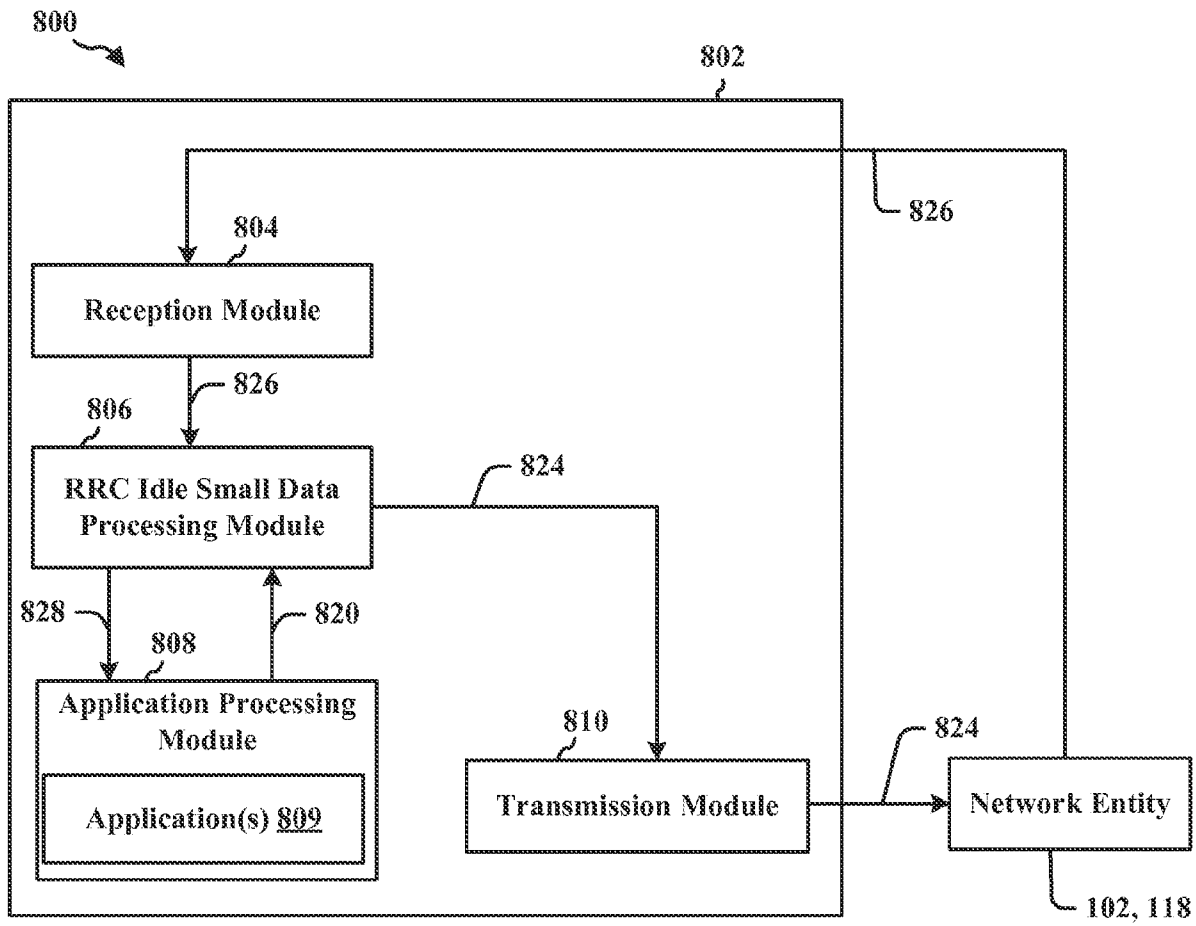 800
802
826
804
Reception Module
826
806
RRC Idle Small Data
Processing Module
824
828
820
808
Application Processing
Module
Application(s) 809
810
Transmission Module
824
Network Entity
102, 118